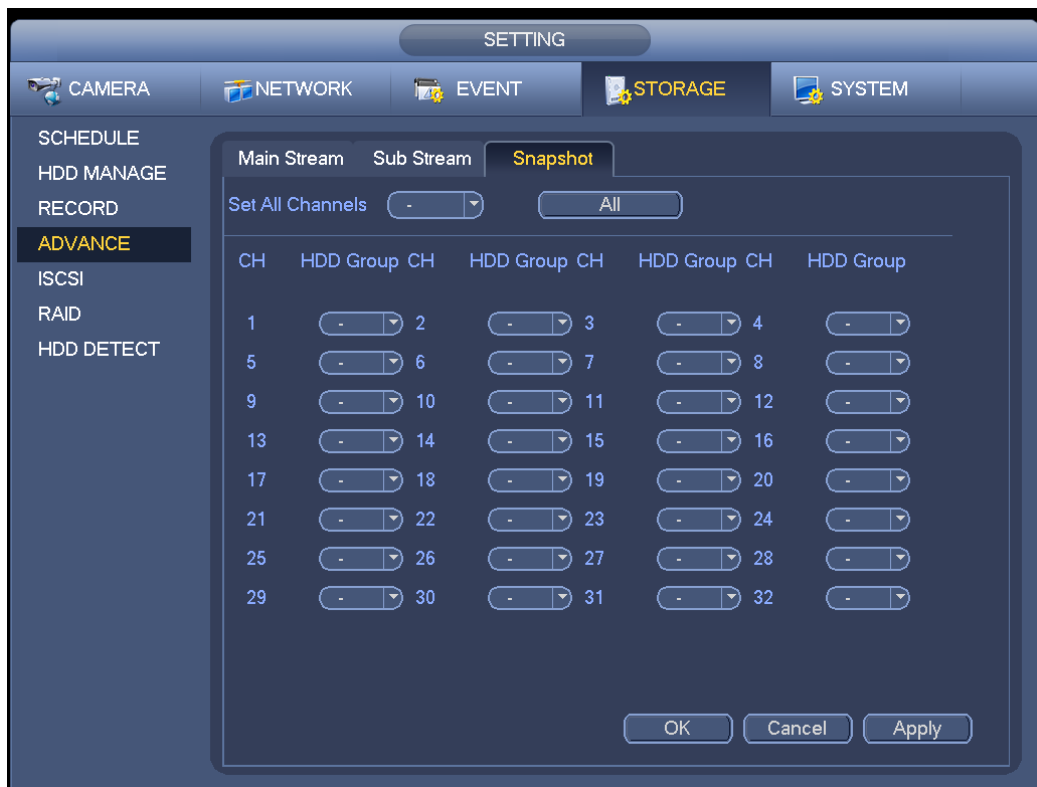 SETTING
CAMERA NETWORK EVENT STORAGE SYSTEM
SCHEDULE
HDD MANAGE
RECORD
ADVANCE
ISCSI
RAID
HDD DETECT
Main Stream Sub Stream Snapshot
Set All Channels - All
CH HDD Group CH HDD Group CH HDD Group CH HDD Group
1 - 2 - 3 - 4 -
5 - 6 - 7 - 8 -
9 - 10 - 11 - 12 -
13 - 14 - 15 - 16 -
17 - 18 - 19 - 20 -
21 - 22 - 23 - 24 -
25 - 26 - 27 - 28 -
29 - 30 - 31 - 32 -
OK Cancel Apply